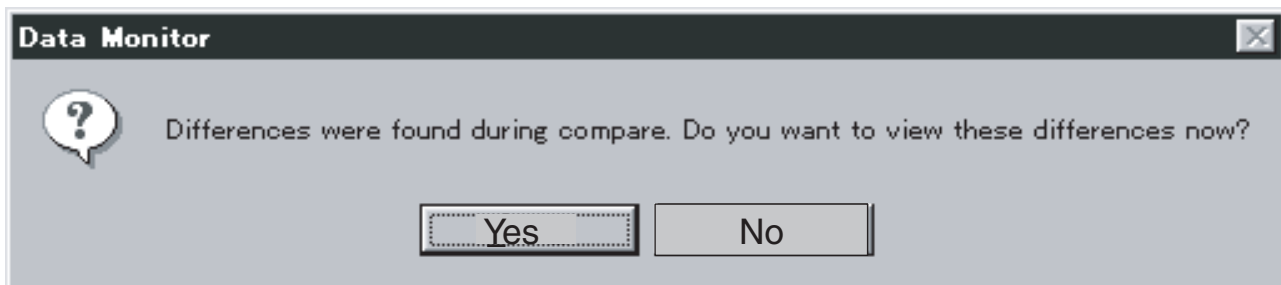 Data Monitor
?
Differences were found during compare. Do you want to view these differences now?
Yes
No